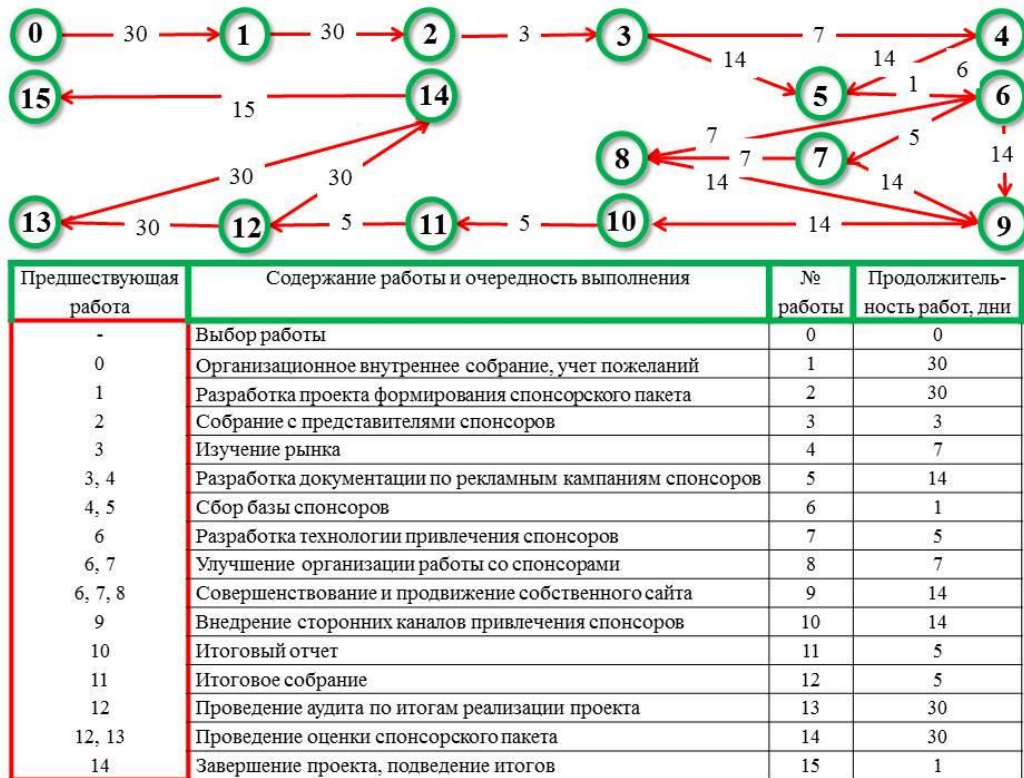 0 30 1 30 2 3 3 7 4
14 14 6
15 15 14 5 1 6
7 5
8 7 7 14
30 30 14 14
13 30 12 5 11 5 10 14 9
Предшествующая работа Содержание работы и очередность выполнения № работы Продолжитель-ность работ, дни
- Выбор работы 0 0
0 Организационное внутреннее собрание, учет пожеланий 1 30
1 Разработка проекта формирования спонсорского пакета 2 30
2 Собрание с представителями спонсоров 3 3
3 Изучение рынка 4 7
3, 4 Разработка документации по рекламным кампаниям спонсоров 5 14
4, 5 Сбор базы спонсоров 6 1
6 Разработка технологии привлечения спонсоров 7 5
6, 7 Улучшение организации работы со спонсорами 8 7
6, 7, 8 Совершенствование и продвижение собственного сайта 9 14
9 Внедрение сторонних каналов привлечения спонсоров 10 14
10 Итоговый отчет 11 5
11 Итоговое собрание 12 5
12 Проведение аудита по итогам реализации проекта 13 30
12, 13 Проведение оценки спонсорского пакета 14 30
14 Завершение проекта, подведение итогов 15 1